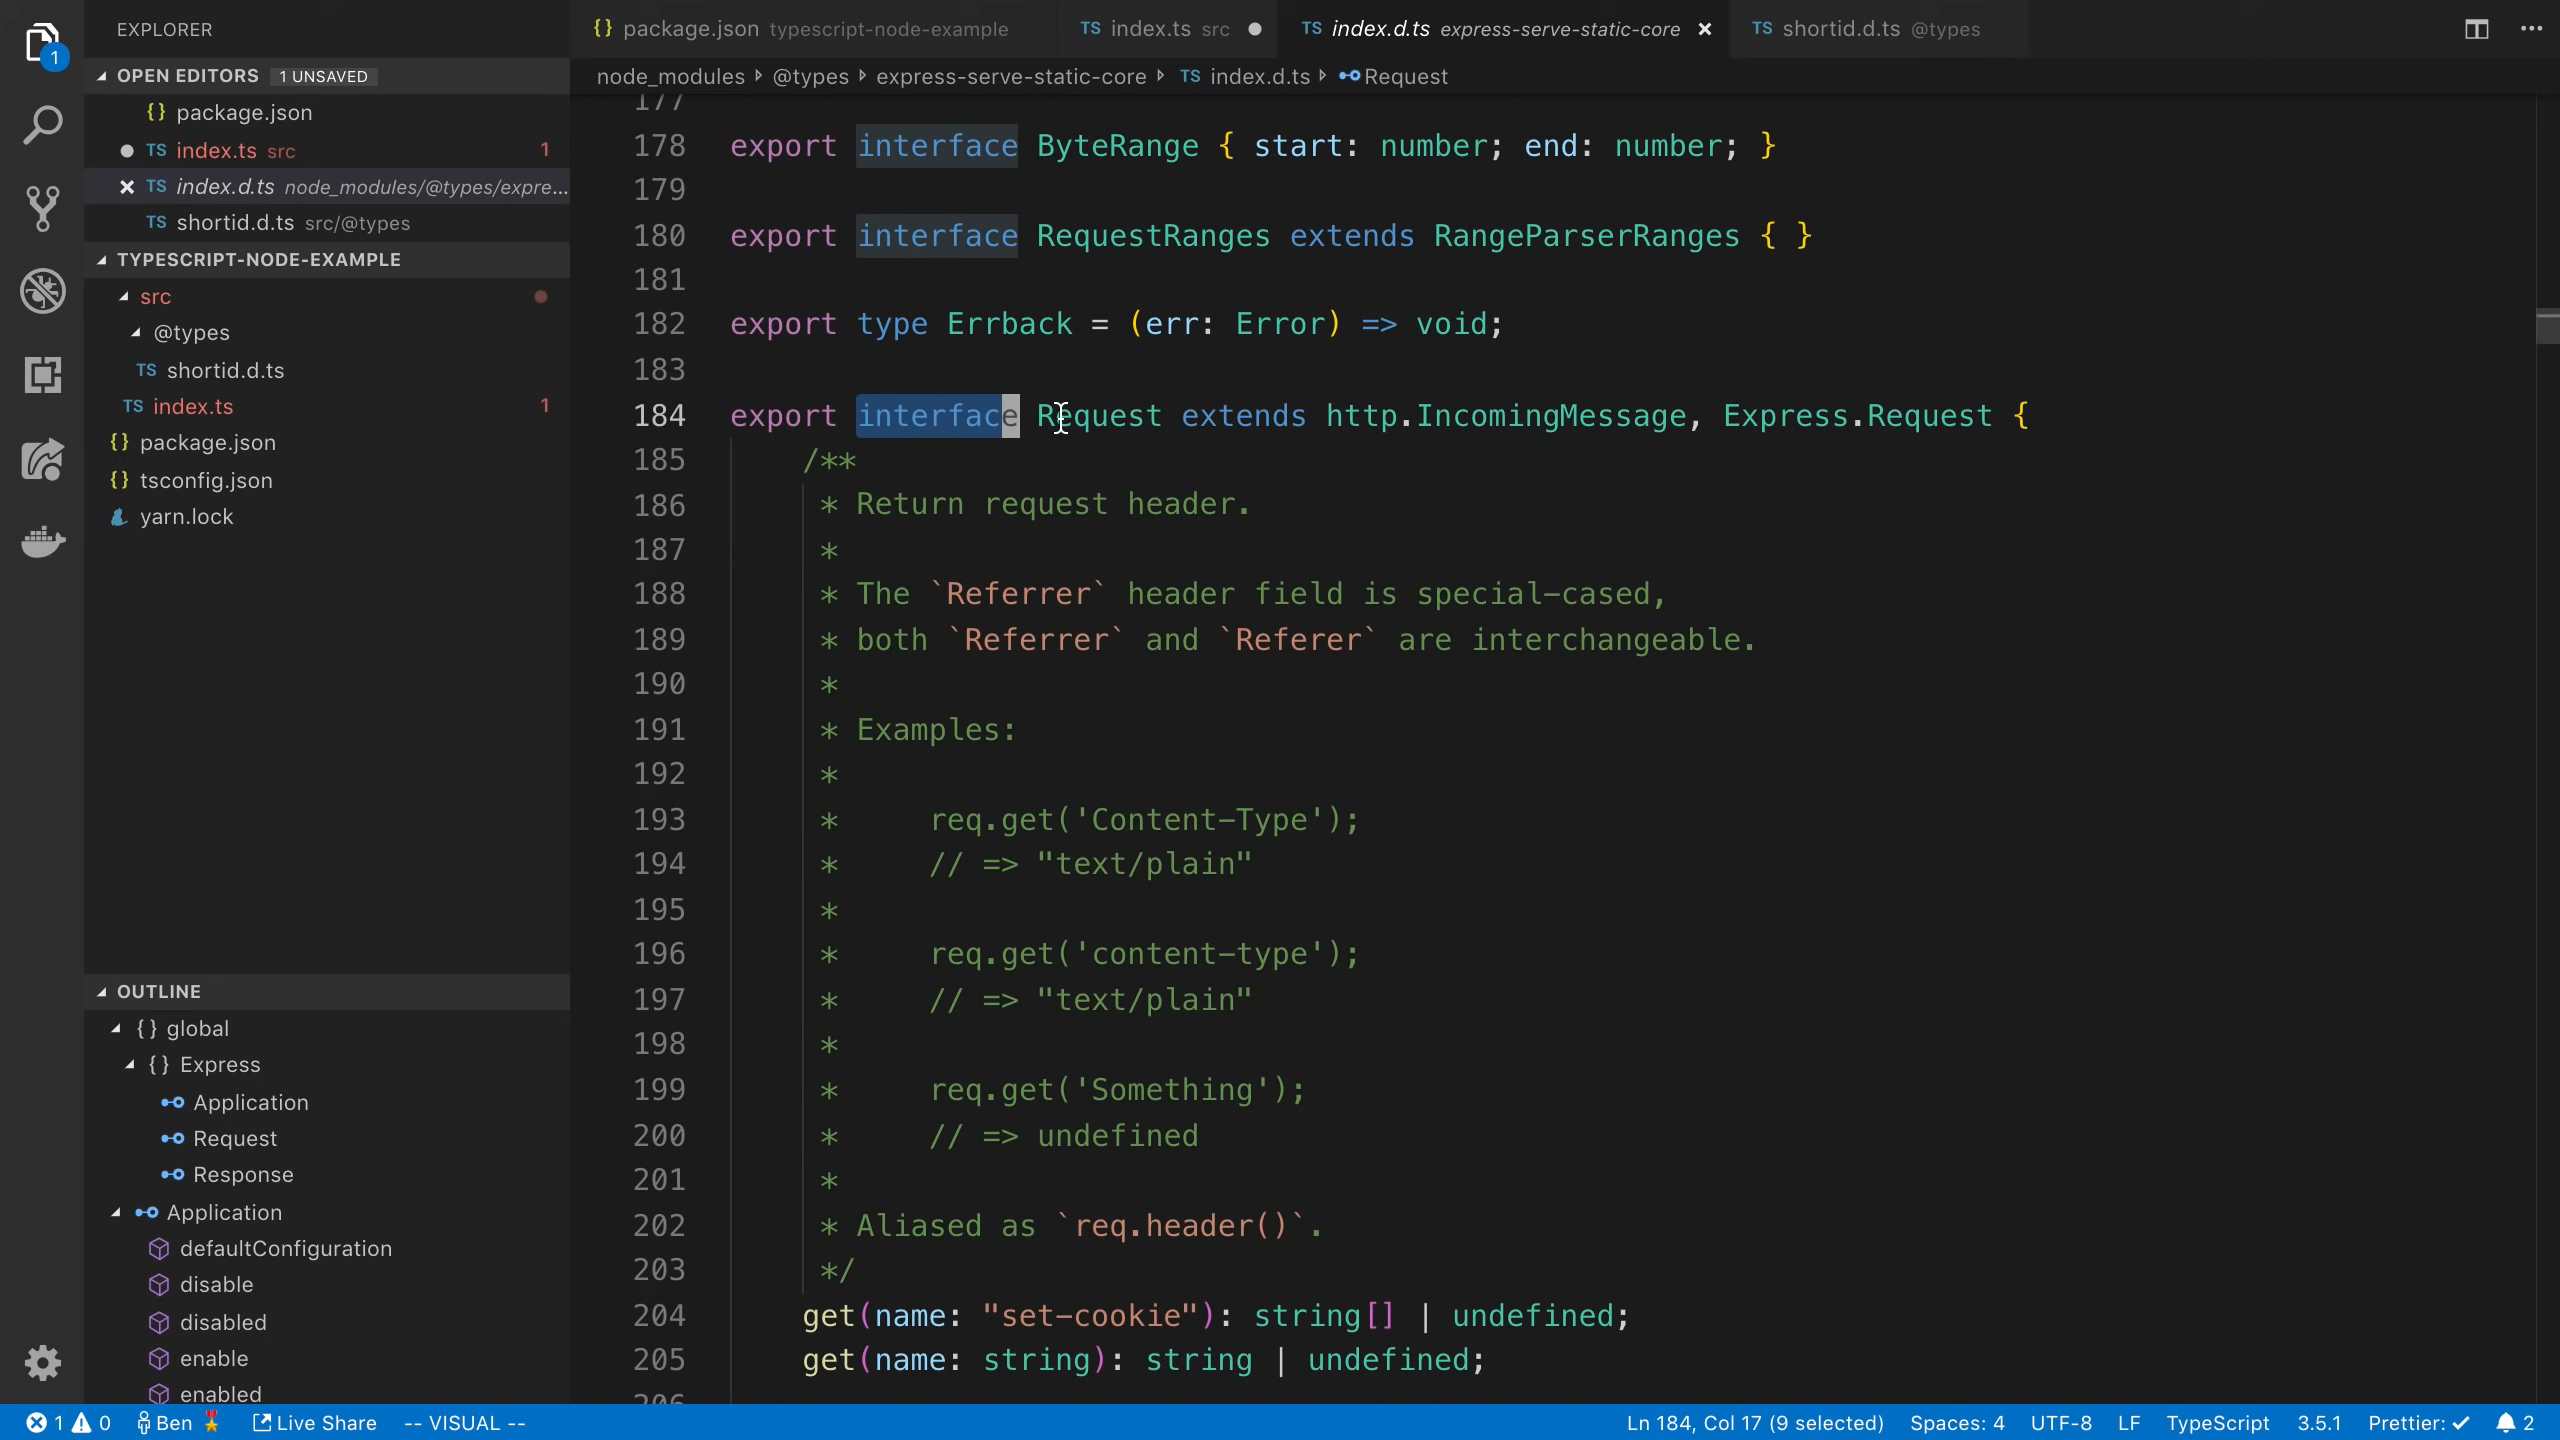 EXPLORER
OPEN EDITORS 1 UNSAVED
{} package.json
TS index.ts src 1
TS index.d.ts node_modules/@types/expre...
TS shortid.d.ts src/@types
TYPESCRIPT-NODE-EXAMPLE
src
@types
TS shortid.d.ts
TS index.ts 1
{} package.json
{} tsconfig.json
yarn.lock
OUTLINE
{} global
{} Express
Application
Request
Response
Application
defaultConfiguration
disable
disabled
enable
enabled
1
{} package.json typescript-node-example
TS index.ts src
TS index.d.ts express-serve-static-core
TS shortid.d.ts @types
node_modules @types express-serve-static-core TS index.d.ts Request
177
178 export interface ByteRange { start: number; end: number; }
179
180 export interface RequestRanges extends RangeParserRanges { }
181
182 export type Errback = (err: Error) => void;
183
184 export interface Request extends http.IncomingMessage, Express.Request {
185 /**
186 * Return request header.
187 *
188 * The `Referrer` header field is special-cased,
189 * both `Referrer` and `Referer` are interchangeable.
190 *
191 * Examples:
192 *
193 * req.get('Content-Type');
194 * // => "text/plain"
195 *
196 * req.get('content-type');
197 * // => "text/plain"
198 *
199 * req.get('Something');
200 * // => undefined
201 *
202 * Aliased as `req.header()`.
203 */
204 get(name: "set-cookie"): string[] | undefined;
205 get(name: string): string | undefined;
206
1 0 Ben Live Share -- VISUAL -- Ln 184, Col 17 (9 selected) Spaces: 4 UTF-8 LF TypeScript 3.5.1 Prettier: ✓ 2